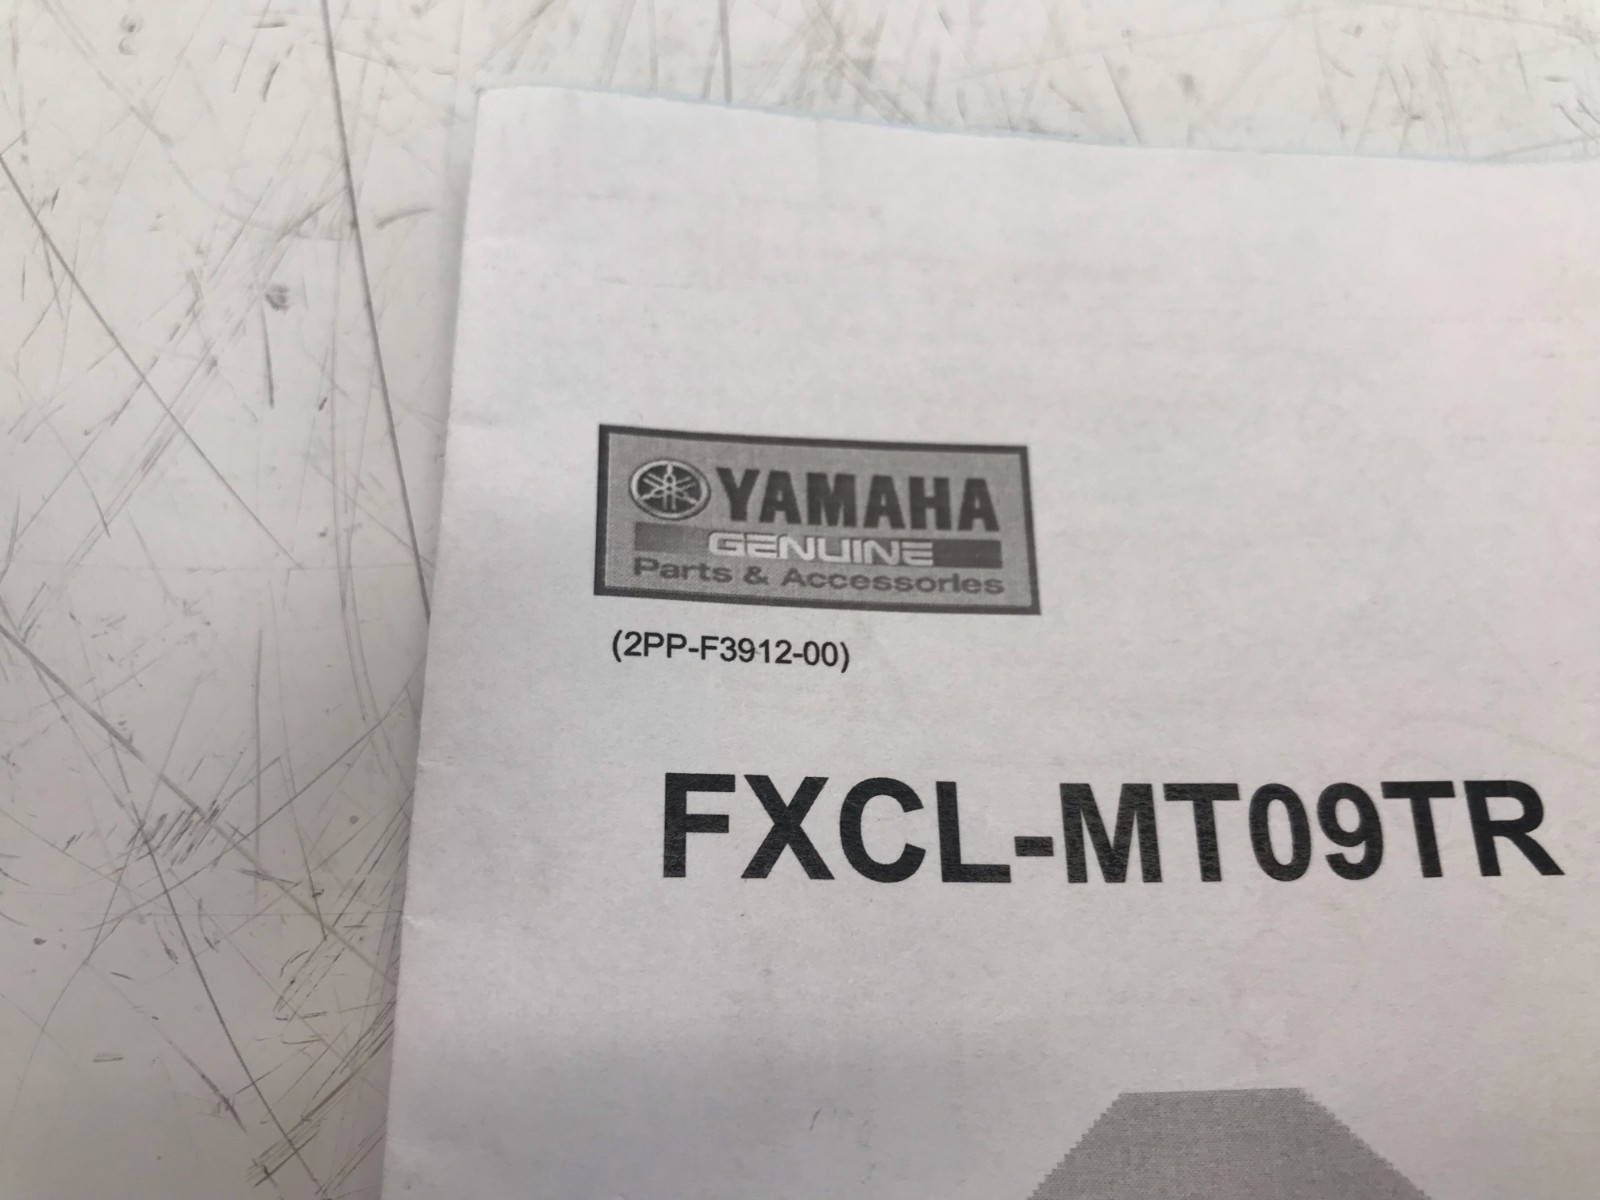 YAMAHA
GENUINE
Parts & Accessories
(2PP-F3912-00)
FXCL-MT09TR